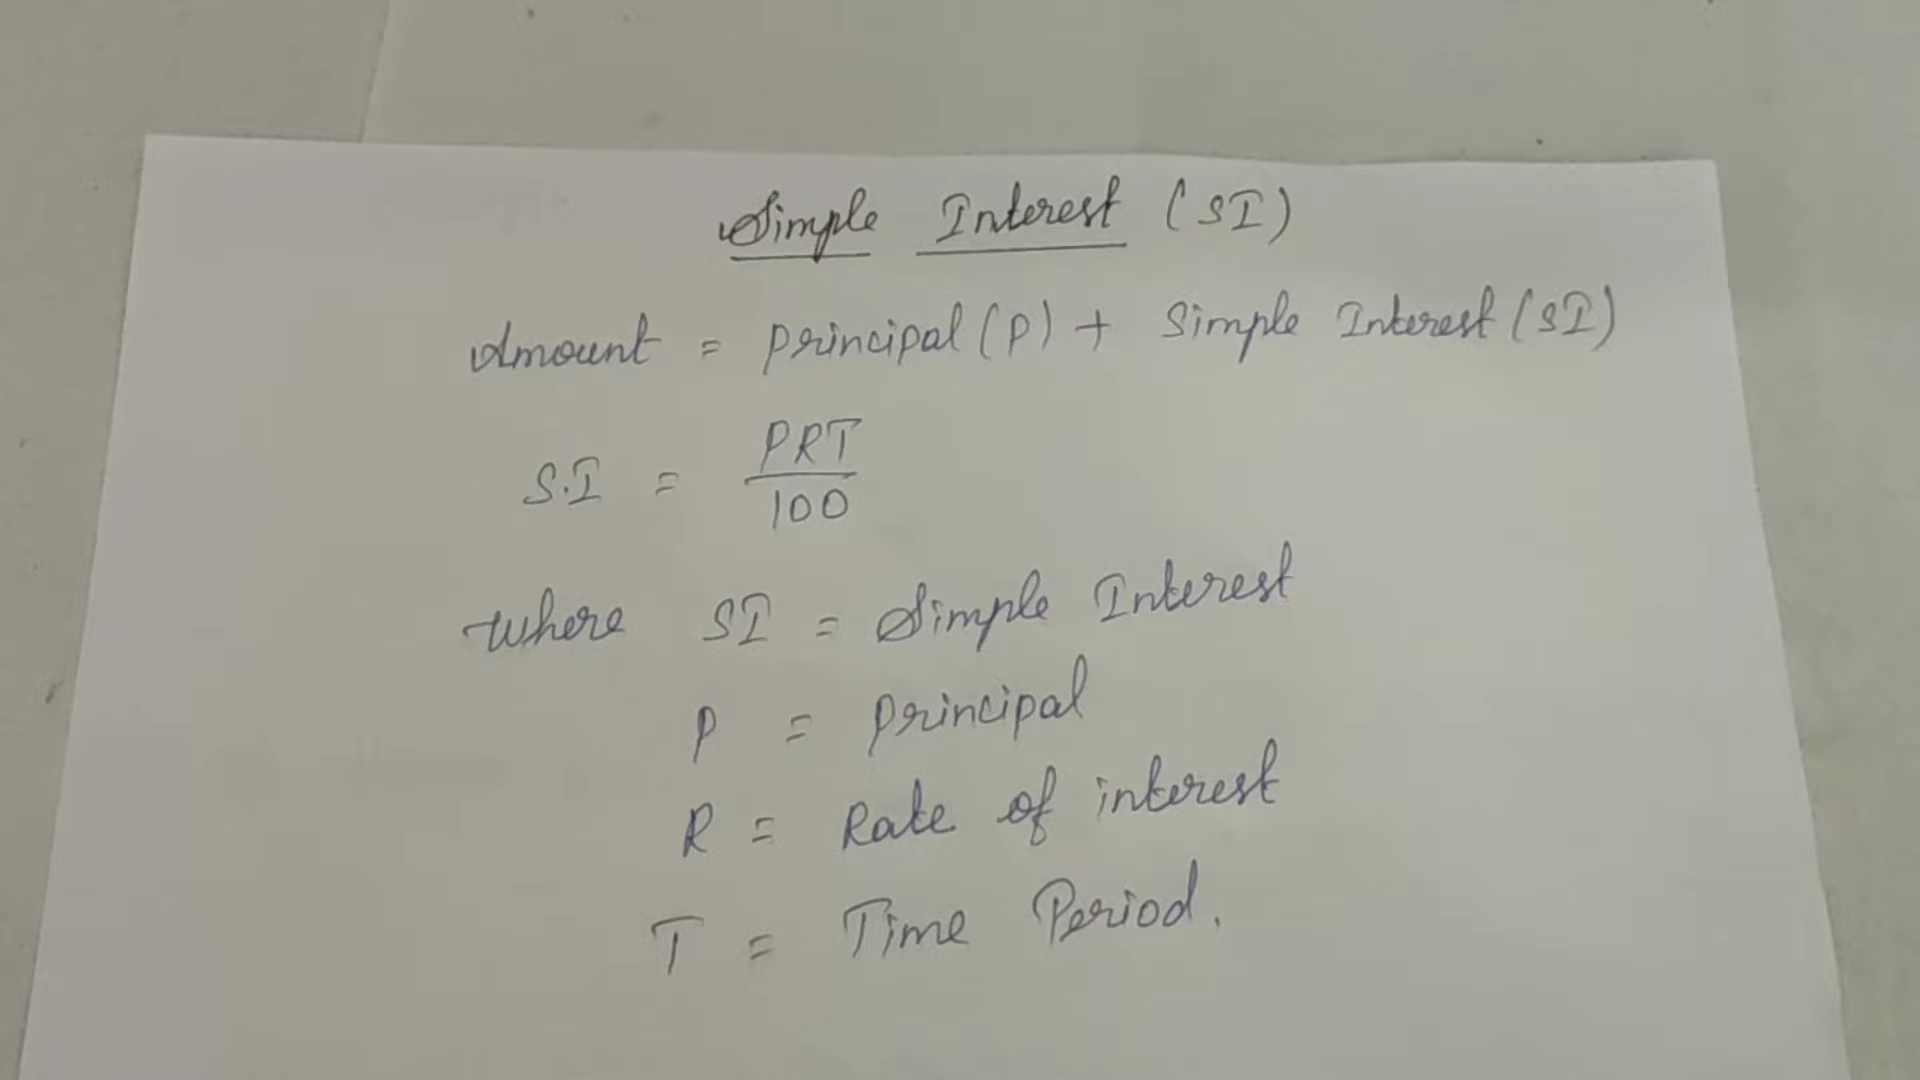 Simple Interest (SI)
Amount = principal (P) + Simple Interest (SI)
S.I = PRT
100
where SI = Simple Interest
P = principal
R = Rate of interest
T = Time Period.